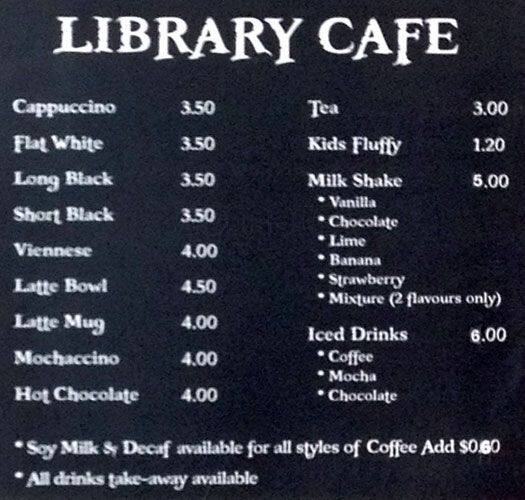 LIBRARY CAFE
Cappuccino 3.50
Flat White 3.50
Long Black 3.50
Short Black 3.50
Viennese 4.00
Latte Bowl 4.50
Latte Mug 4.00
Mochaccino 4.00
Hot Chocolate 4.00
Tea 3.00
Kids Fluffy 1.20
Milk Shake 5.00
* Vanilla
* Chocolate
* Lime
* Banana
* Strawberry
* Mixture (2 flavours only)
Iced Drinks 6.00
* Coffee
* Mocha
* Chocolate
* Soy Milk & Decaf available for all styles of Coffee Add $0.60
* All drinks take-away available